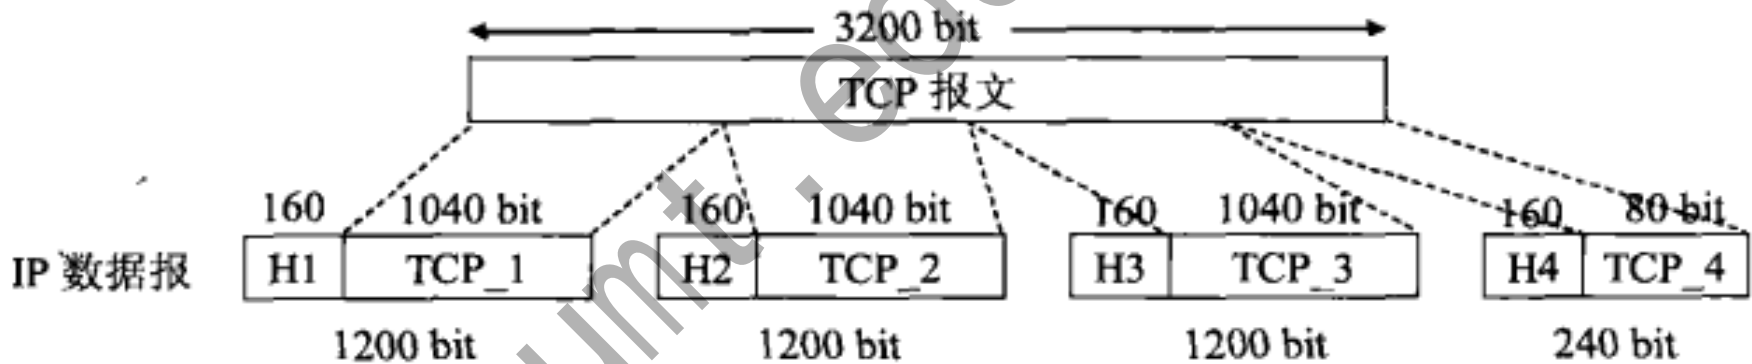 3200 bit
TCP 报文
160 1040 bit 160 1040 bit 160 1040 bit 160 80 bit
IP 数据报 H1 TCP_1 H2 TCP_2 H3 TCP_3 H4 TCP_4
1200 bit 1200 bit 1200 bit 240 bit